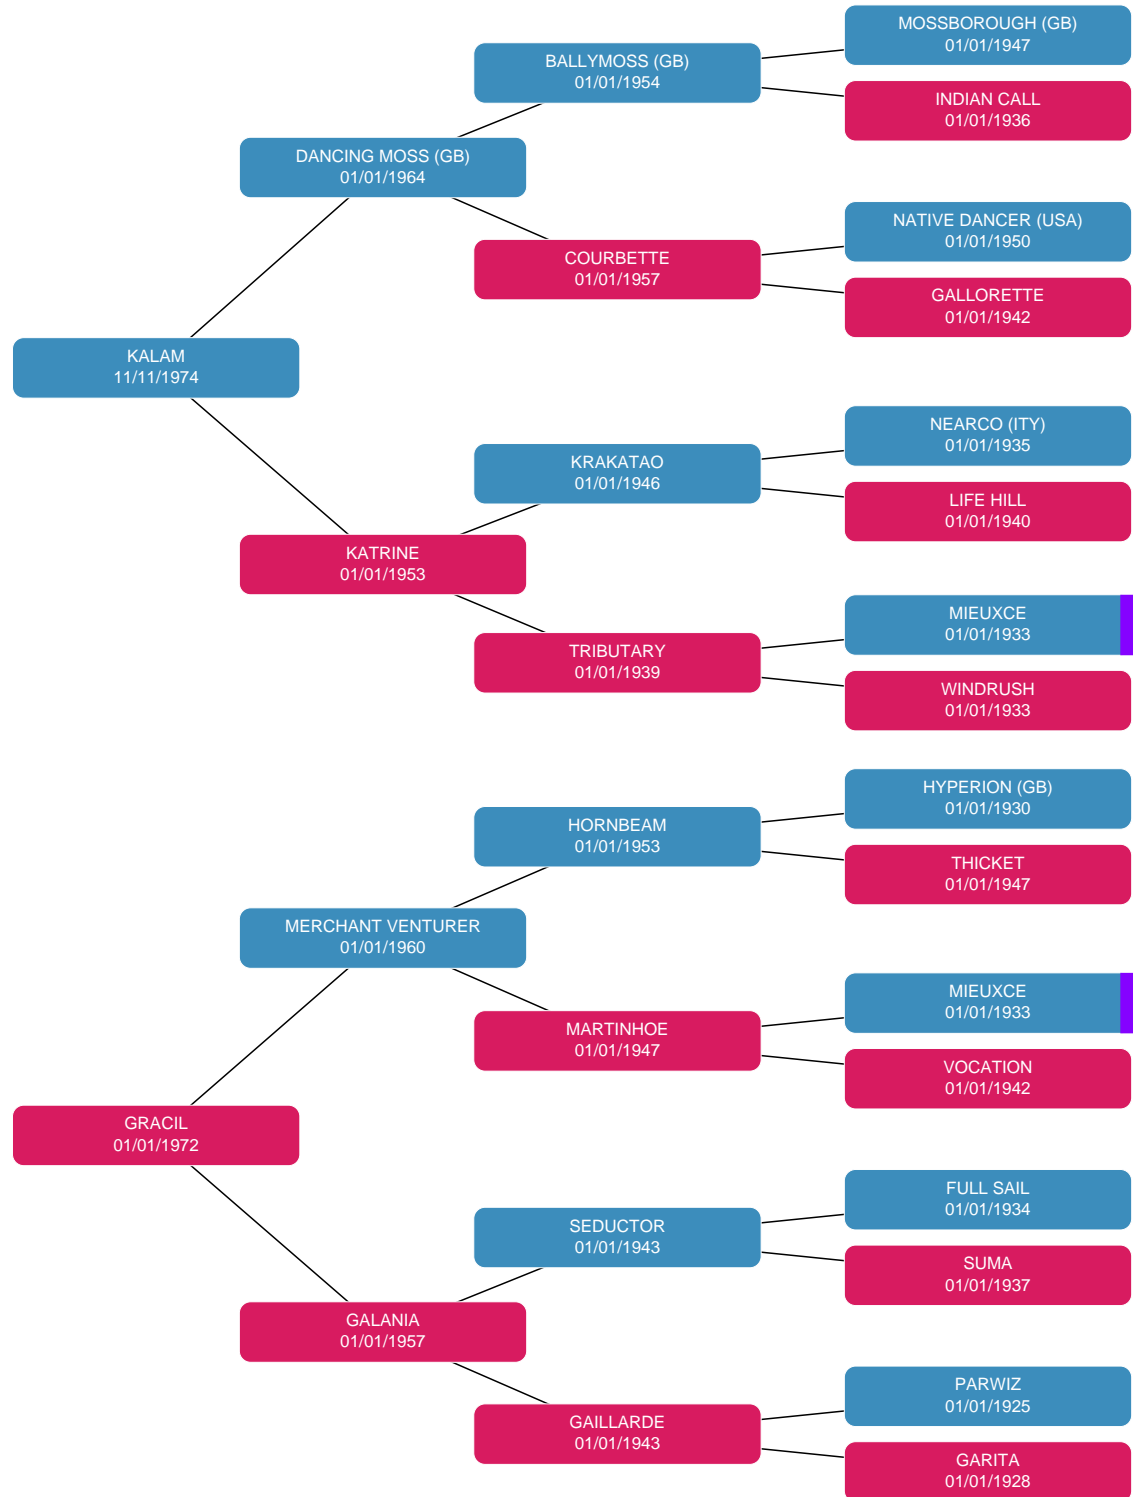 MOSSBOROUGH (GB)
01/01/1947
BALLYMOSS (GB)
01/01/1954
INDIAN CALL
01/01/1936
DANCING MOSS (GB)
01/01/1964
NATIVE DANCER (USA)
01/01/1950
COURBETTE
01/01/1957
GALLORETTE
01/01/1942
KALAM
11/11/1974
NEARCO (ITY)
01/01/1935
KRAKATAO
01/01/1946
LIFE HILL
01/01/1940
KATRINE
01/01/1953
MIEUXCE
01/01/1933
TRIBUTARY
01/01/1939
WINDRUSH
01/01/1933
HYPERION (GB)
01/01/1930
HORNBEAM
01/01/1953
THICKET
01/01/1947
MERCHANT VENTURER
01/01/1960
MIEUXCE
01/01/1933
MARTINHOE
01/01/1947
VOCATION
01/01/1942
GRACIL
01/01/1972
FULL SAIL
01/01/1934
SEDUCTOR
01/01/1943
SUMA
01/01/1937
GALANIA
01/01/1957
PARWIZ
01/01/1925
GAILLARDE
01/01/1943
GARITA
01/01/1928